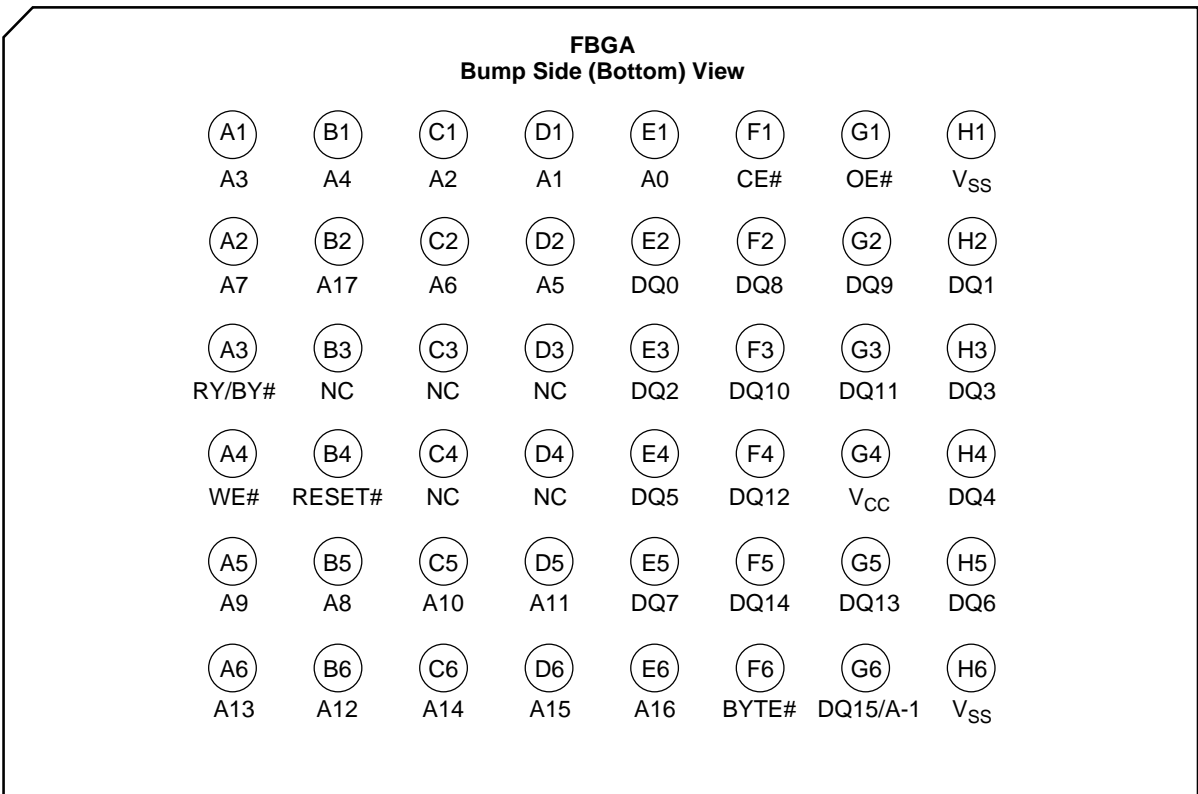 FBGA
Bump Side (Bottom) View
A1 B1 C1 D1 E1 F1 G1 H1
A3 A4 A2 A1 A0 CE# OE# VSS
A2 B2 C2 D2 E2 F2 G2 H2
A7 A17 A6 A5 DQ0 DQ8 DQ9 DQ1
A3 B3 C3 D3 E3 F3 G3 H3
RY/BY# NC NC NC DQ2 DQ10 DQ11 DQ3
A4 B4 C4 D4 E4 F4 G4 H4
WE# RESET# NC NC DQ5 DQ12 VCC DQ4
A5 B5 C5 D5 E5 F5 G5 H5
A9 A8 A10 A11 DQ7 DQ14 DQ13 DQ6
A6 B6 C6 D6 E6 F6 G6 H6
A13 A12 A14 A15 A16 BYTE# DQ15/A-1 VSS